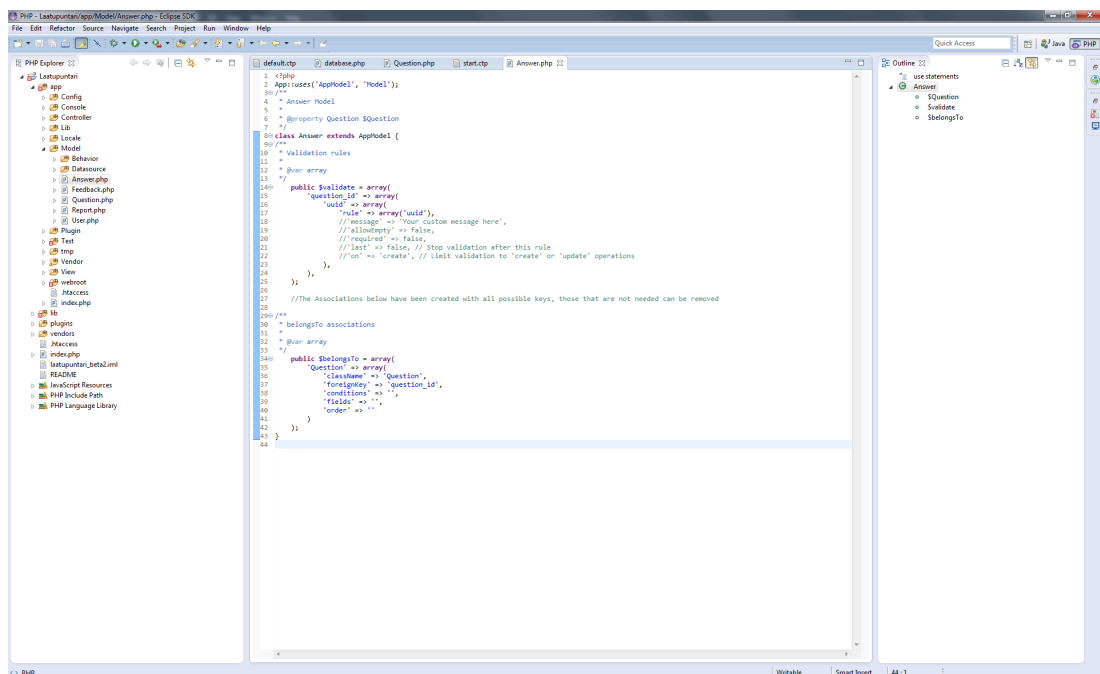 PHP - Laatupuntari/app/Model/Answer.php - Eclipse SDK
File Edit Refactor Source Navigate Search Project Run Window Help
Quick Access
Java
PHP
PHP Explorer
Laatupuntari
app
Config
Console
Controller
Lib
Locale
Model
Behavior
Datasource
Answer.php
Feedback.php
Question.php
Report.php
User.php
Plugin
Test
tmp
Vendor
View
webroot
.htaccess
index.php
lib
plugins
vendors
.htaccess
index.php
laatupuntari_beta2.iml
README
JavaScript Resources
PHP Include Path
PHP Language Library
default.ctp database.php Question.php start.ctp Answer.php
1 <?php
2 App::uses('AppModel', 'Model');
3 /**
4 * Answer Model
5 *
6 * @property Question $Question
7 */
8 class Answer extends AppModel {
9 /**
10 * Validation rules
11 *
12 * @var array
13 */
14 public $validate = array(
15 'question_id' => array(
16 'uuid' => array(
17 'rule' => array('uuid'),
18 //'message' => 'Your custom message here',
19 //'allowEmpty' => false,
20 //'required' => false,
21 //'last' => false, // Stop validation after this rule
22 //'on' => 'create', // Limit validation to 'create' or 'update' operations
23 ),
24 ),
25 );
26
27 //The Associations below have been created with all possible keys, those that are not needed can be removed
28
29 /**
30 * belongsTo associations
31 *
32 * @var array
33 */
34 public $belongsTo = array(
35 'Question' => array(
36 'className' => 'Question',
37 'foreignKey' => 'question_id',
38 'conditions' => '',
39 'fields' => '',
40 'order' => ''
41 )
42 );
43 }
44
Outline
use statements
Answer
$Question
$validate
$belongsTo
PHP
Writable
Smart Insert
44 : 1